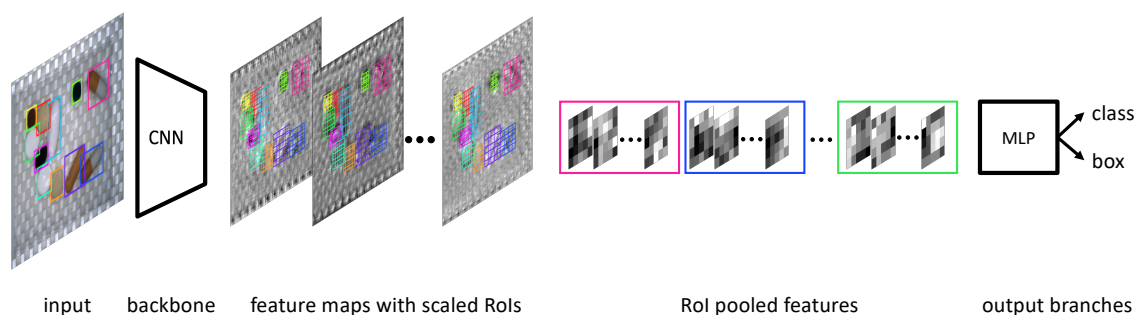 CNN
MLP
class
box
input
backbone
feature maps with scaled RoIs
RoI pooled features
output branches